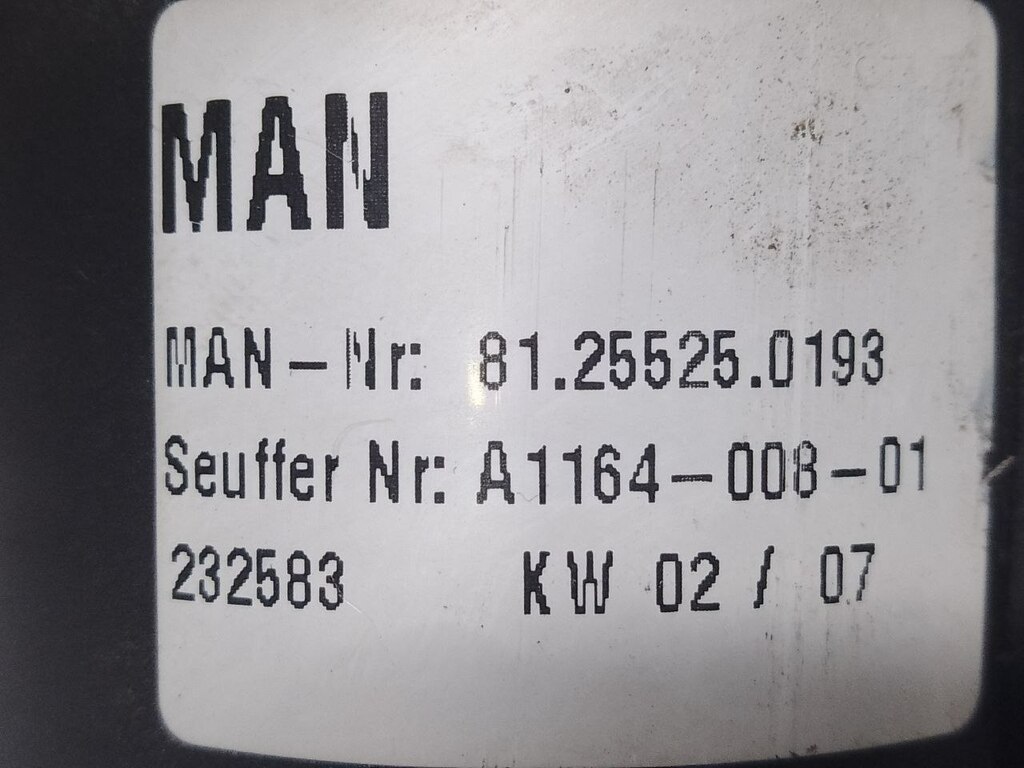 MAN
MAN-Nr: 81.25525.0193
Seuffer Nr: A1164-008-01
232583 KW 02 / 07